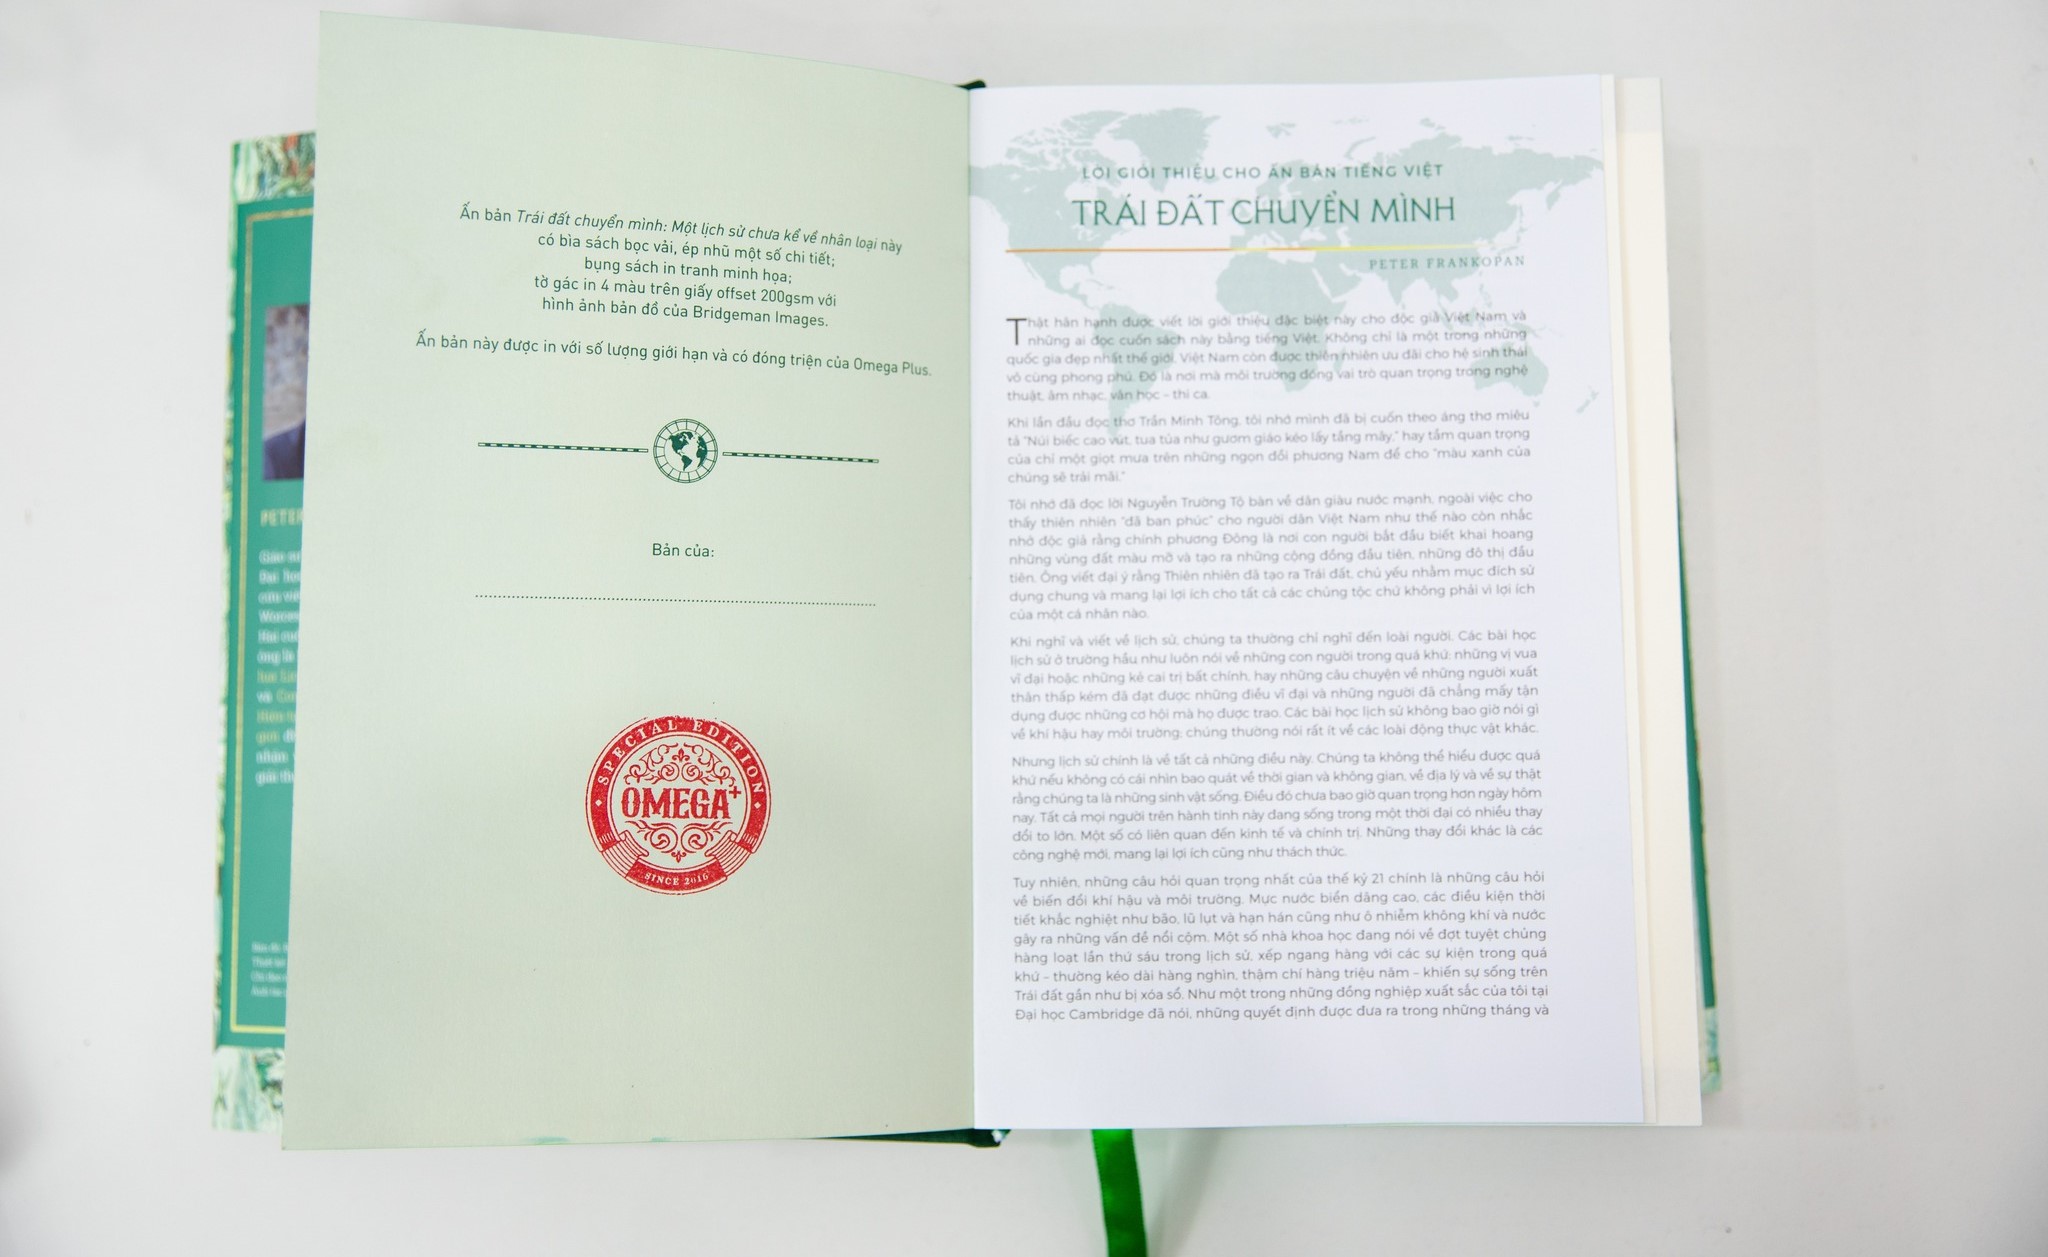 Ấn bản Trái đất chuyển mình: Một lịch sử chưa kể về nhân loại này
có bìa sách bọc vải, ép nhũ một số chi tiết;
bụng sách in tranh minh họa;
tờ gác in 4 màu trên giấy offset 200gsm với
hình ảnh bản đồ của Bridgeman Images.
Ấn bản này được in với số lượng giới hạn và có đóng triện của Omega Plus.
Bản của:
SPECIAL EDITION
OMEGA+
SINCE 2016
PETER
LỜI GIỚI THIỆU CHO ẤN BẢN TIẾNG VIỆT
TRÁI ĐẤT CHUYỂN MÌNH
PETER FRANKOPAN
Thật hân hạnh được viết lời giới thiệu đặc biệt này cho độc giả Việt Nam và
những ai đọc cuốn sách này bằng tiếng Việt. Không chỉ là một trong những
quốc gia đẹp nhất thế giới, Việt Nam còn được thiên nhiên ưu đãi cho hệ sinh thái
vô cùng phong phú. Đó là nơi mà môi trường đóng vai trò quan trọng trong nghệ
thuật, âm nhạc, văn học – thi ca.
Khi lần đầu đọc thơ Trần Minh Tông, tôi nhớ mình đã bị cuốn theo áng thơ miêu
tả "Núi biếc cao vút, tua tủa như gươm giáo kéo lấy tầng mây," hay tầm quan trọng
của chỉ một giọt mưa trên những ngọn đồi phương Nam để cho "màu xanh của
chúng sẽ trải mãi."
Tôi nhớ đã đọc lời Nguyễn Trường Tộ bàn về dân giàu nước mạnh, ngoài việc cho
thấy thiên nhiên "đã ban phúc" cho người dân Việt Nam như thế nào còn nhắc
nhở độc giả rằng chính phương Đông là nơi con người bắt đầu biết khai hoang
những vùng đất màu mỡ và tạo ra những cộng đồng đầu tiên, những đô thị đầu
tiên. Ông viết đại ý rằng Thiên nhiên đã tạo ra Trái đất, chủ yếu nhằm mục đích sử
dụng chung và mang lại lợi ích cho tất cả các chủng tộc chứ không phải vì lợi ích
của một cá nhân nào.
Khi nghĩ và viết về lịch sử, chúng ta thường chỉ nghĩ đến loài người. Các bài học
lịch sử ở trường hầu như luôn nói về những con người trong quá khứ: những vị vua
vĩ đại hoặc những kẻ cai trị bất chính, hay những câu chuyện về những người xuất
thân thấp kém đã đạt được những điều vĩ đại và những người đã chẳng mấy tận
dụng được những cơ hội mà họ được trao. Các bài học lịch sử không bao giờ nói gì
về khí hậu hay môi trường; chúng thường nói rất ít về các loài động thực vật khác.
Nhưng lịch sử chính là về tất cả những điều này. Chúng ta không thể hiểu được quá
khứ nếu không có cái nhìn bao quát về thời gian và không gian, về địa lý và về sự thật
rằng chúng ta là những sinh vật sống. Điều đó chưa bao giờ quan trọng hơn ngày hôm
nay. Tất cả mọi người trên hành tinh này đang sống trong một thời đại có nhiều thay
đổi to lớn. Một số có liên quan đến kinh tế và chính trị. Những thay đổi khác là các
công nghệ mới, mang lại lợi ích cũng như thách thức.
Tuy nhiên, những câu hỏi quan trọng nhất của thế kỷ 21 chính là những câu hỏi
về biến đổi khí hậu và môi trường. Mực nước biển dâng cao, các điều kiện thời
tiết khắc nghiệt như bão, lũ lụt và hạn hán cũng như ô nhiễm không khí và nước
gây ra những vấn đề nổi cộm. Một số nhà khoa học đang nói về đợt tuyệt chủng
hàng loạt lần thứ sáu trong lịch sử, xếp ngang hàng với các sự kiện trong quá
khứ – thường kéo dài hàng nghìn, thậm chí hàng triệu năm – khiến sự sống trên
Trái đất gần như bị xóa sổ. Như một trong những đồng nghiệp xuất sắc của tôi tại
Đại học Cambridge đã nói, những quyết định được đưa ra trong những tháng và